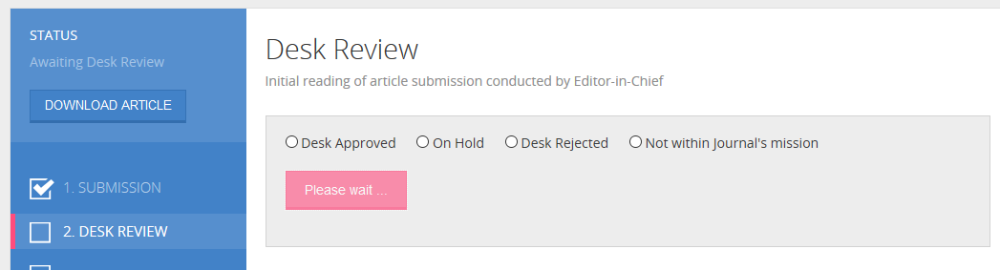 STATUS
Awaiting Desk Review
DOWNLOAD ARTICLE
1. SUBMISSION
2. DESK REVIEW
Desk Review
Initial reading of article submission conducted by Editor-in-Chief
Desk Approved On Hold Desk Rejected Not within Journal's mission
Please wait ...